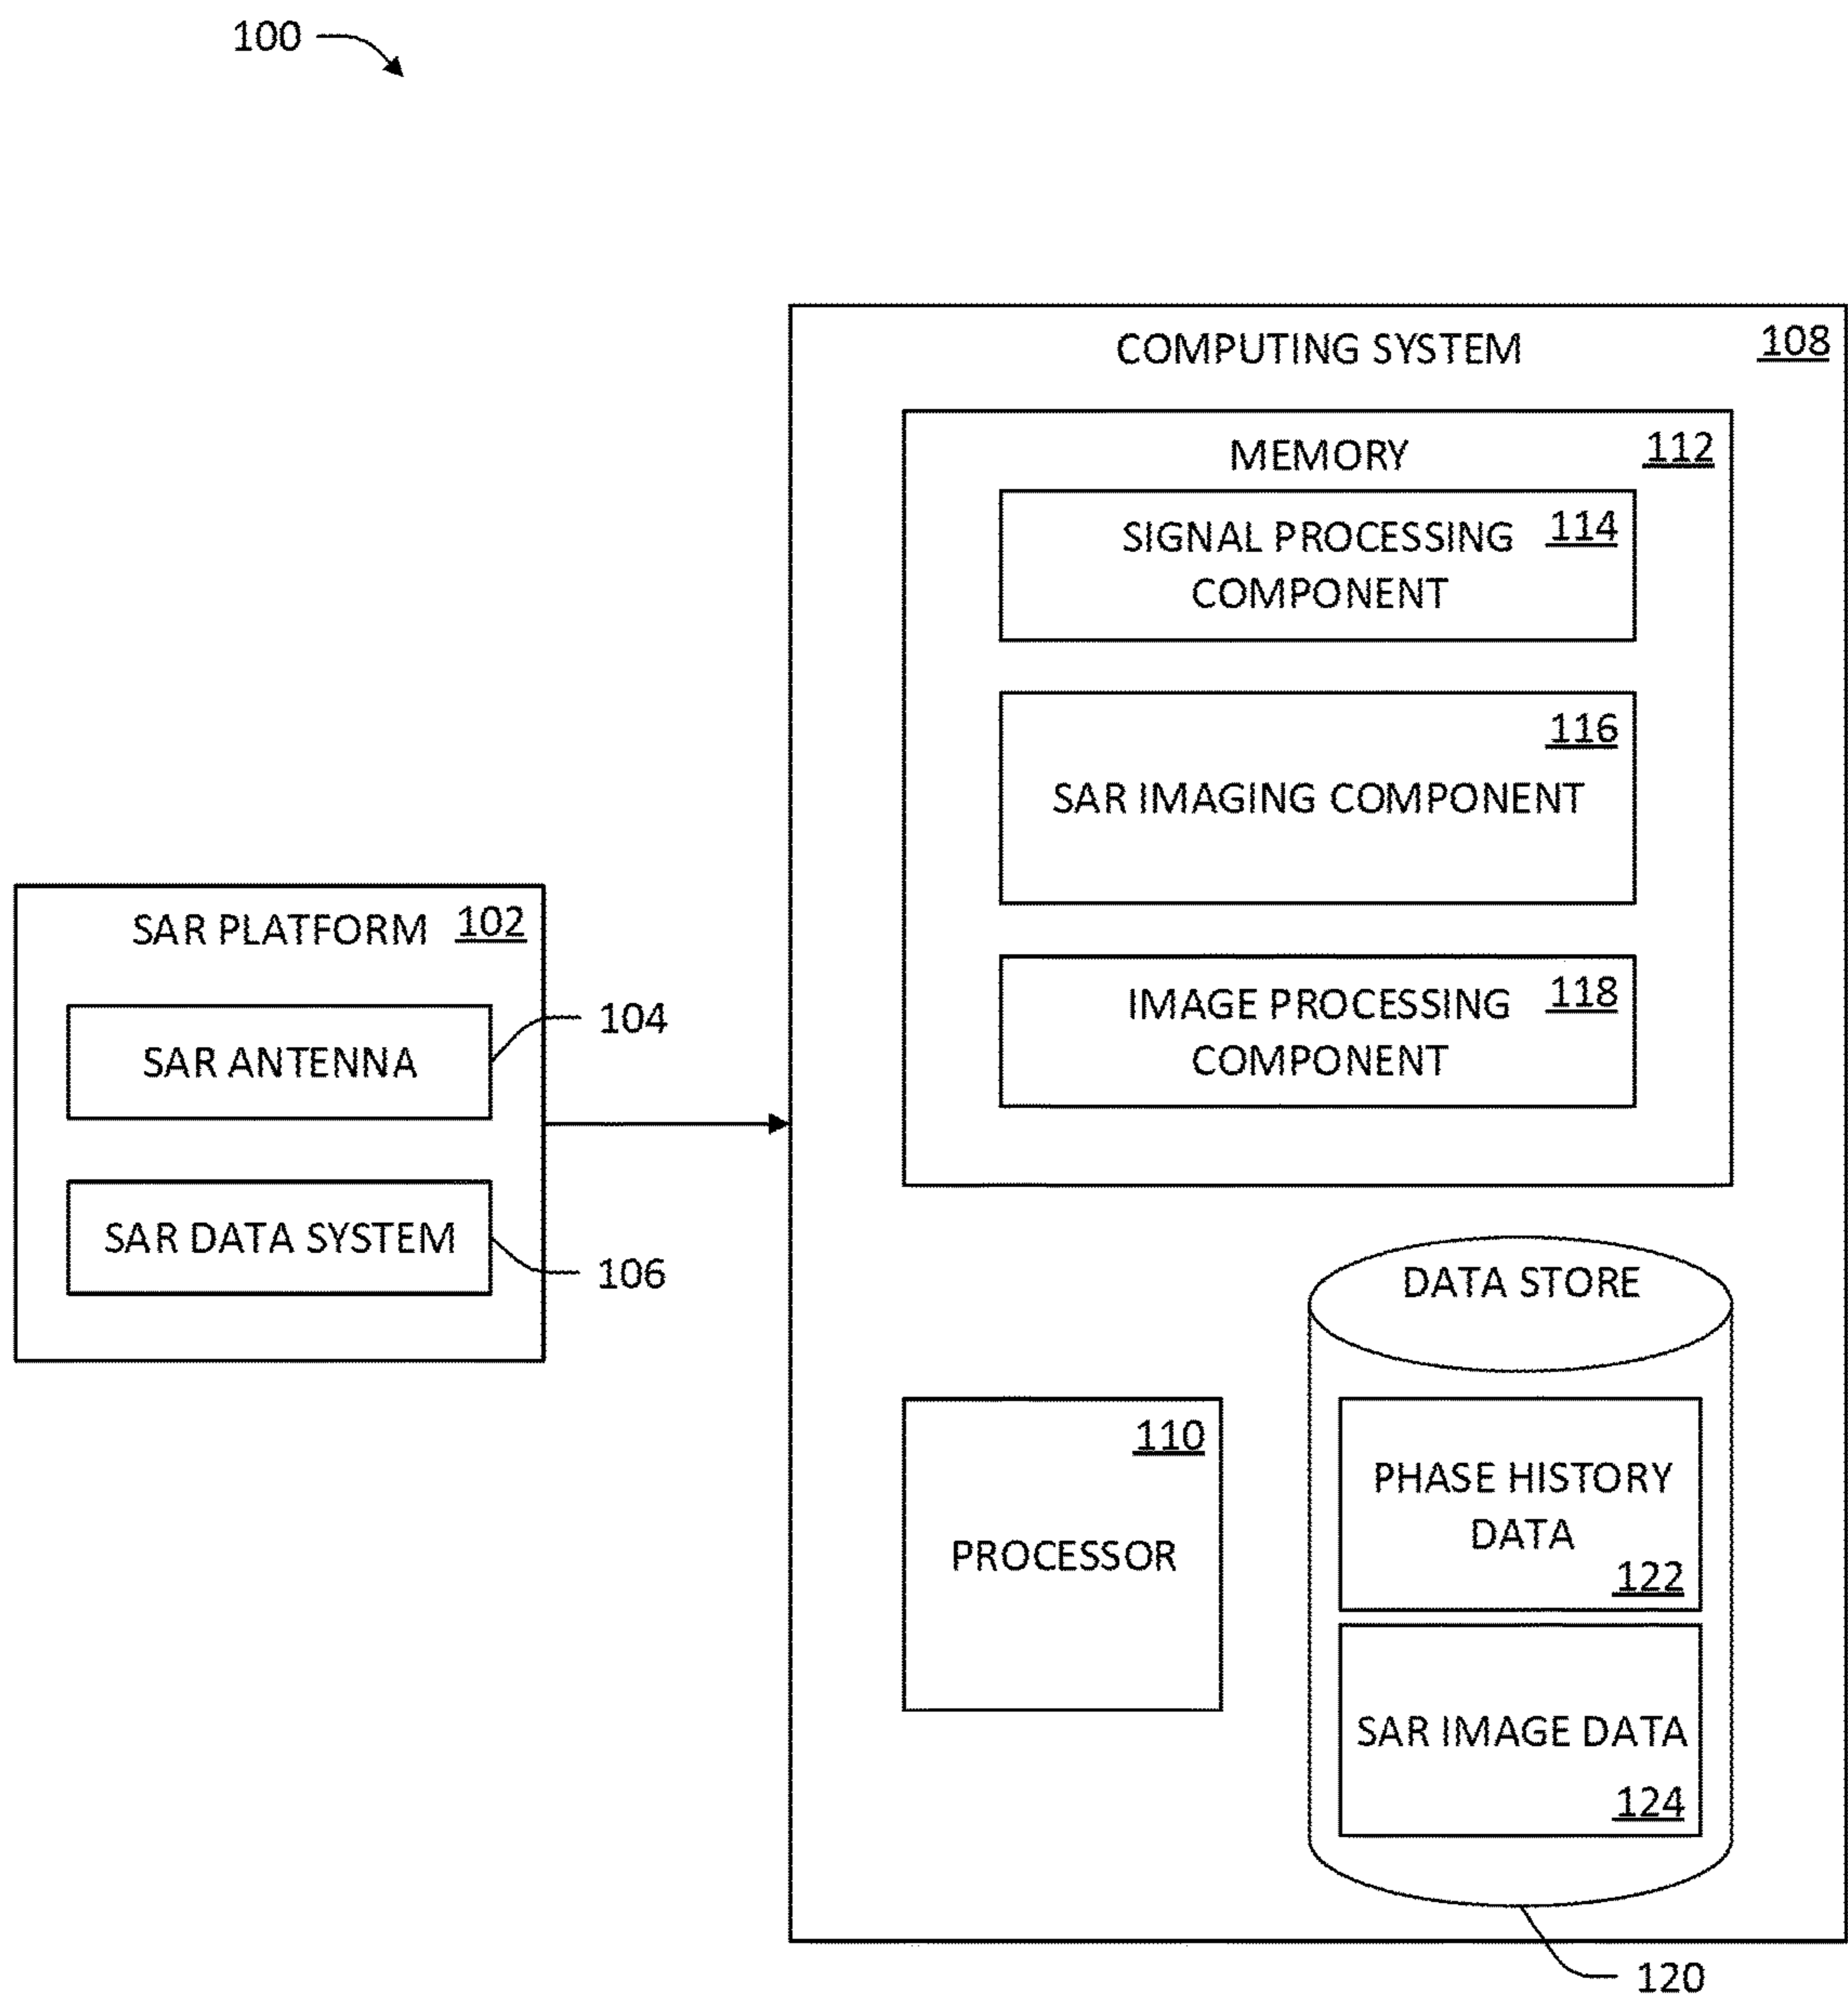 100
COMPUTING SYSTEM 108
MEMORY 112
SIGNAL PROCESSING 114
COMPONENT
116
SAR IMAGING COMPONENT
IMAGE PROCESSING 118
COMPONENT
SAR PLATFORM 102
SAR ANTENNA
104
SAR DATA SYSTEM
106
DATA STORE
110
PROCESSOR
PHASE HISTORY
DATA
122
SAR IMAGE DATA
124
120